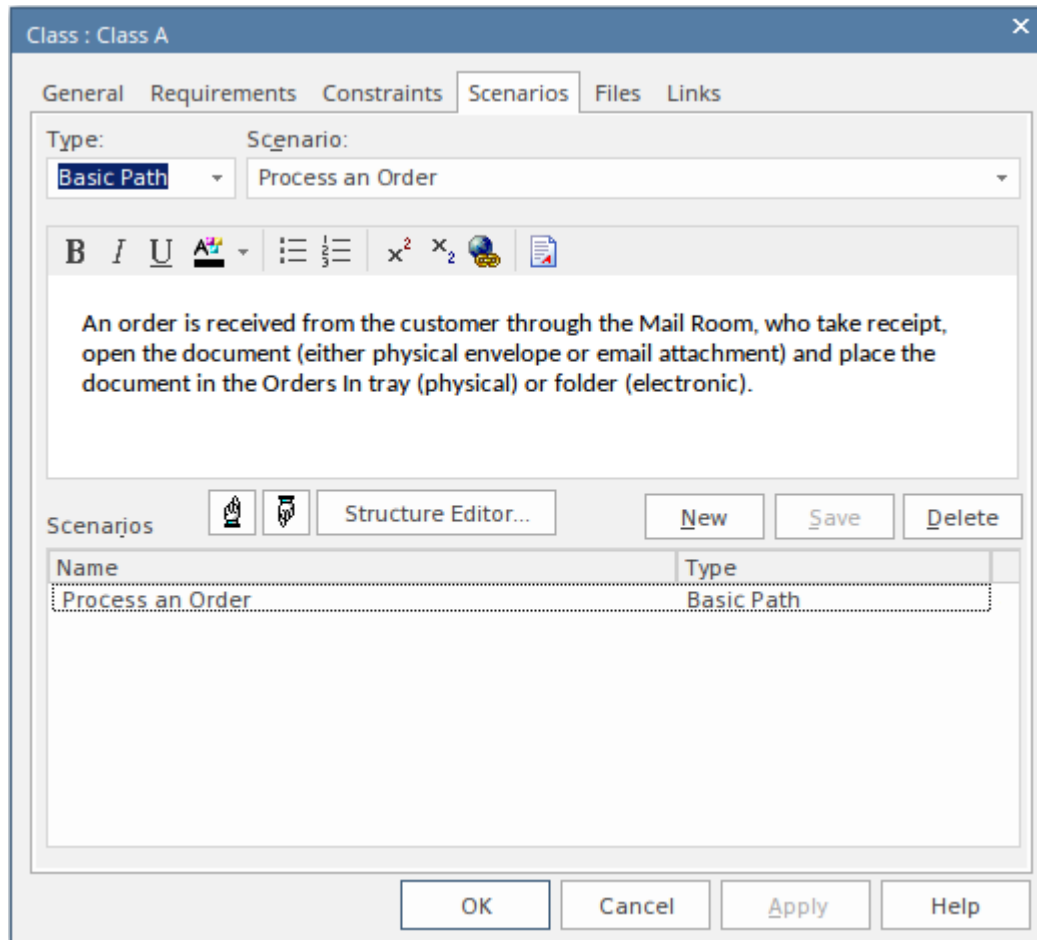 Class : Class A
General Requirements Constraints Scenarios Files Links
Type: Scenario:
Basic Path Process an Order
B I U A x² x₂
An order is received from the customer through the Mail Room, who take receipt,
open the document (either physical envelope or email attachment) and place the
document in the Orders In tray (physical) or folder (electronic).
Scenarios Structure Editor... New Save Delete
Name Type
Process an Order Basic Path
OK Cancel Apply Help